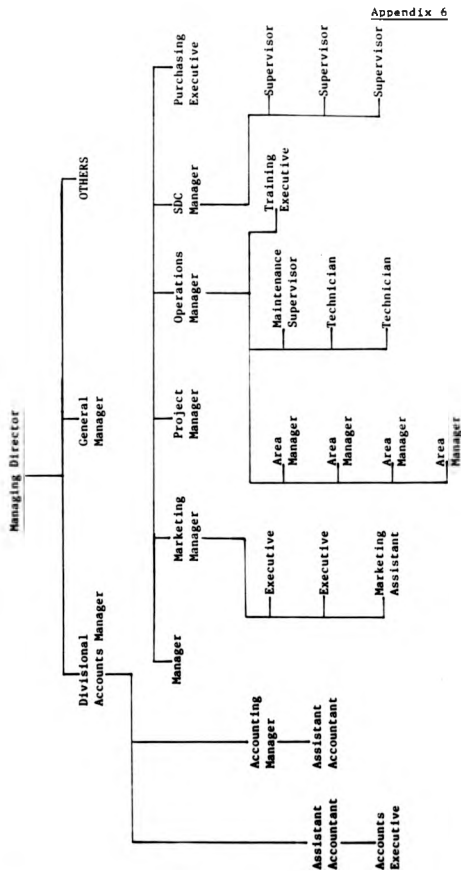 Appendix 6
Managing Director
Divisional
Accounts Manager
General
Manager
OTHERS
Manager
Marketing
Manager
Project
Manager
Operations
Manager
SDC
Manager
Purchasing
Executive
Accounting
Manager
Assistant
Accountant
Assistant
Accountant
Accounts
Executive
Executive
Executive
Marketing
Assistant
Area
Manager
Area
Manager
Area
Manager
Area
Manager
Maintenance
Supervisor
Technician
Technician
Training
Executive
Supervisor
Supervisor
Supervisor